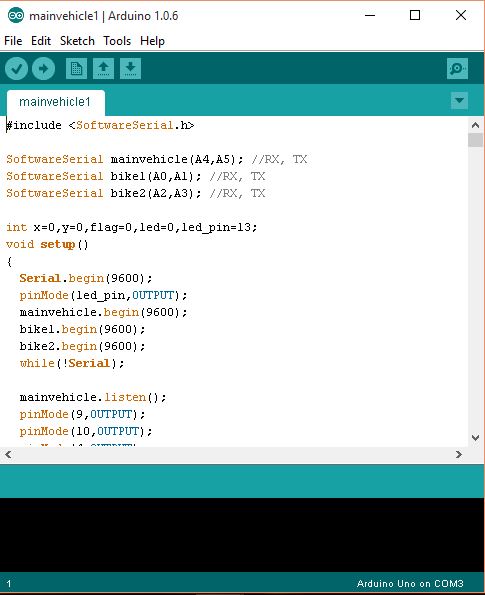 mainvehicle1 | Arduino 1.0.6
File Edit Sketch Tools Help
mainvehicle1
#include <SoftwareSerial.h>
SoftwareSerial mainvehicle(A4,A5); //RX, TX
SoftwareSerial bike1(A0,A1); //RX, TX
SoftwareSerial bike2(A2,A3); //RX, TX
int x=0,y=0,flag=0,led=0,led_pin=13;
void setup()
{
Serial.begin(9600);
pinMode(led_pin,OUTPUT);
mainvehicle.begin(9600);
bike1.begin(9600);
bike2.begin(9600);
while(!Serial);
mainvehicle.listen();
pinMode(9,OUTPUT);
pinMode(10,OUTPUT);
1
Arduino Uno on COM3